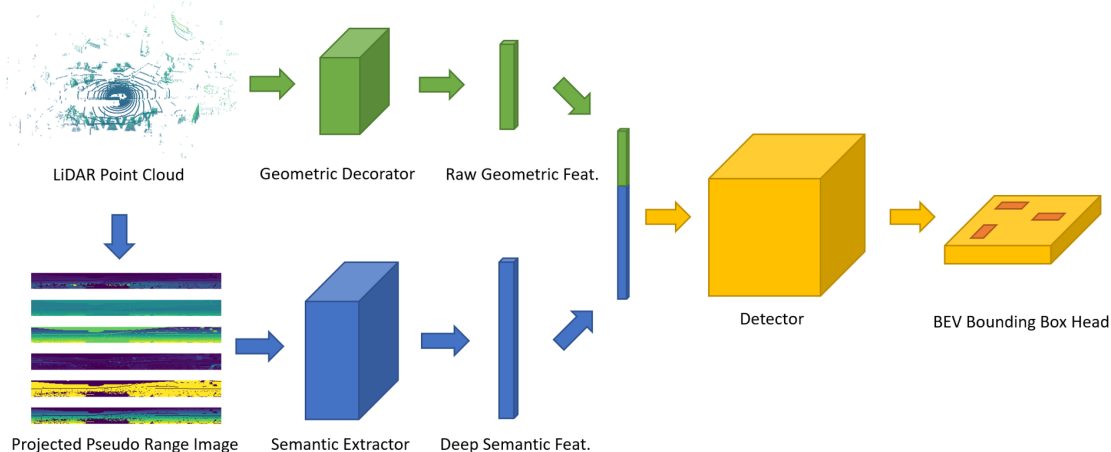 LiDAR Point Cloud
Geometric Decorator
Raw Geometric Feat.
Detector
BEV Bounding Box Head
Projected Pseudo Range Image
Semantic Extractor
Deep Semantic Feat.